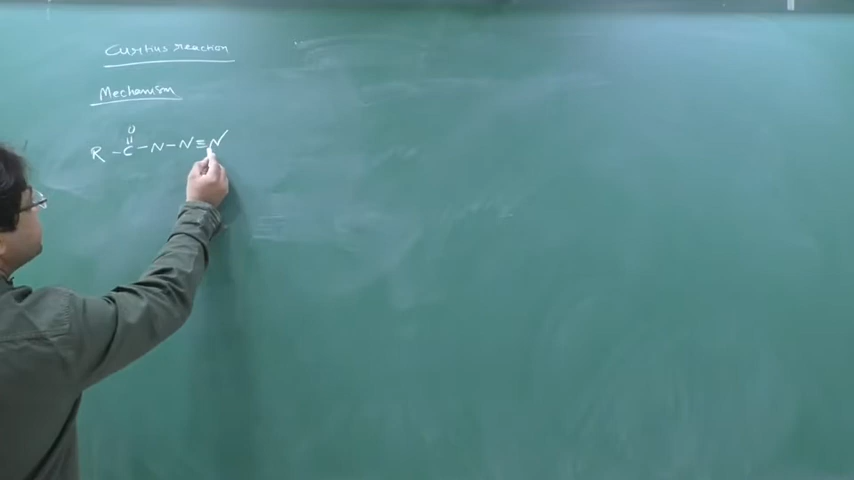 Curtius reaction
Mechanism
O
R - C - N - N ≡ N